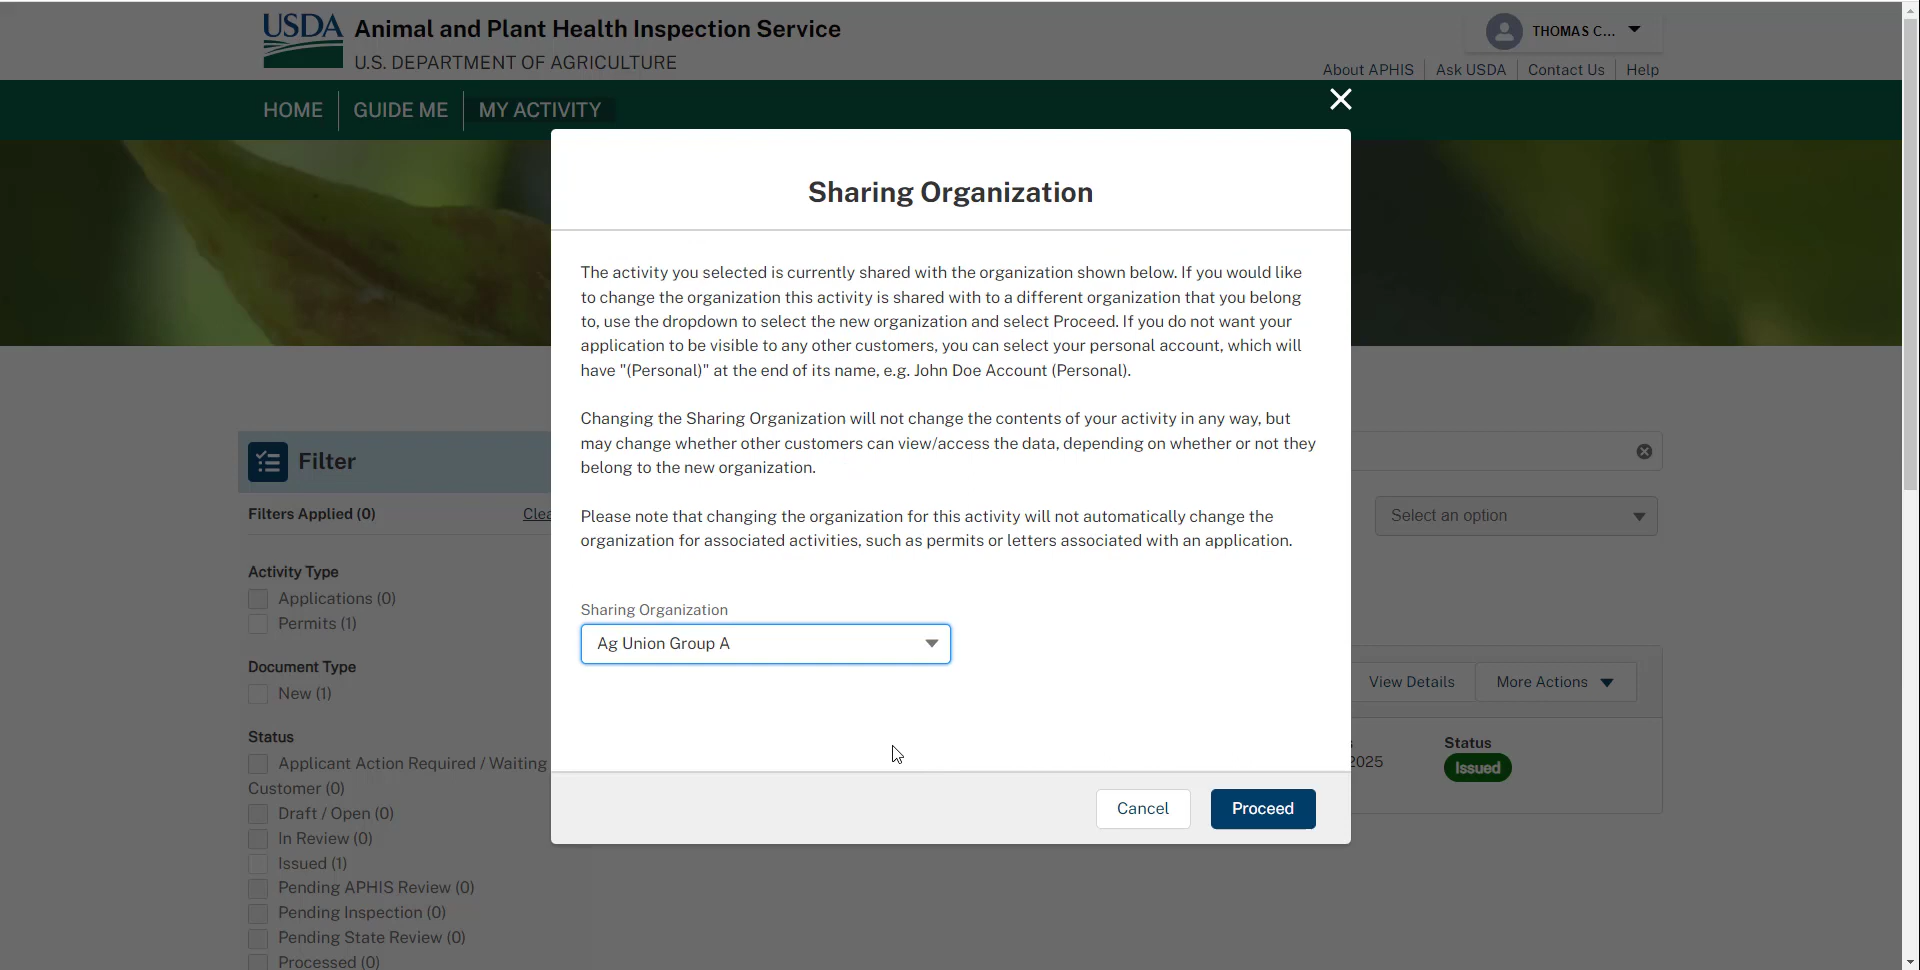 USDA
Animal and Plant Health Inspection Service
U.S. DEPARTMENT OF AGRICULTURE
THOMAS C...
About APHIS
Ask USDA
Contact Us
Help
HOME
GUIDE ME
MY ACTIVITY
Sharing Organization
The activity you selected is currently shared with the organization shown below. If you would like
to change the organization this activity is shared with to a different organization that you belong
to, use the dropdown to select the new organization and select Proceed. If you do not want your
application to be visible to any other customers, you can select your personal account, which will
have "(Personal)" at the end of its name, e.g. John Doe Account (Personal).
Changing the Sharing Organization will not change the contents of your activity in any way, but
may change whether other customers can view/access the data, depending on whether or not they
belong to the new organization.
Please note that changing the organization for this activity will not automatically change the
organization for associated activities, such as permits or letters associated with an application.
Sharing Organization
Ag Union Group A
Cancel
Proceed
Filter
Filters Applied (0)
Clea
Activity Type
Applications (0)
Permits (1)
Document Type
New (1)
Status
Applicant Action Required / Waiting
Customer (0)
Draft / Open (0)
In Review (0)
Issued (1)
Pending APHIS Review (0)
Pending Inspection (0)
Pending State Review (0)
Processed (0)
Select an option
View Details
More Actions
2025
Status
Issued